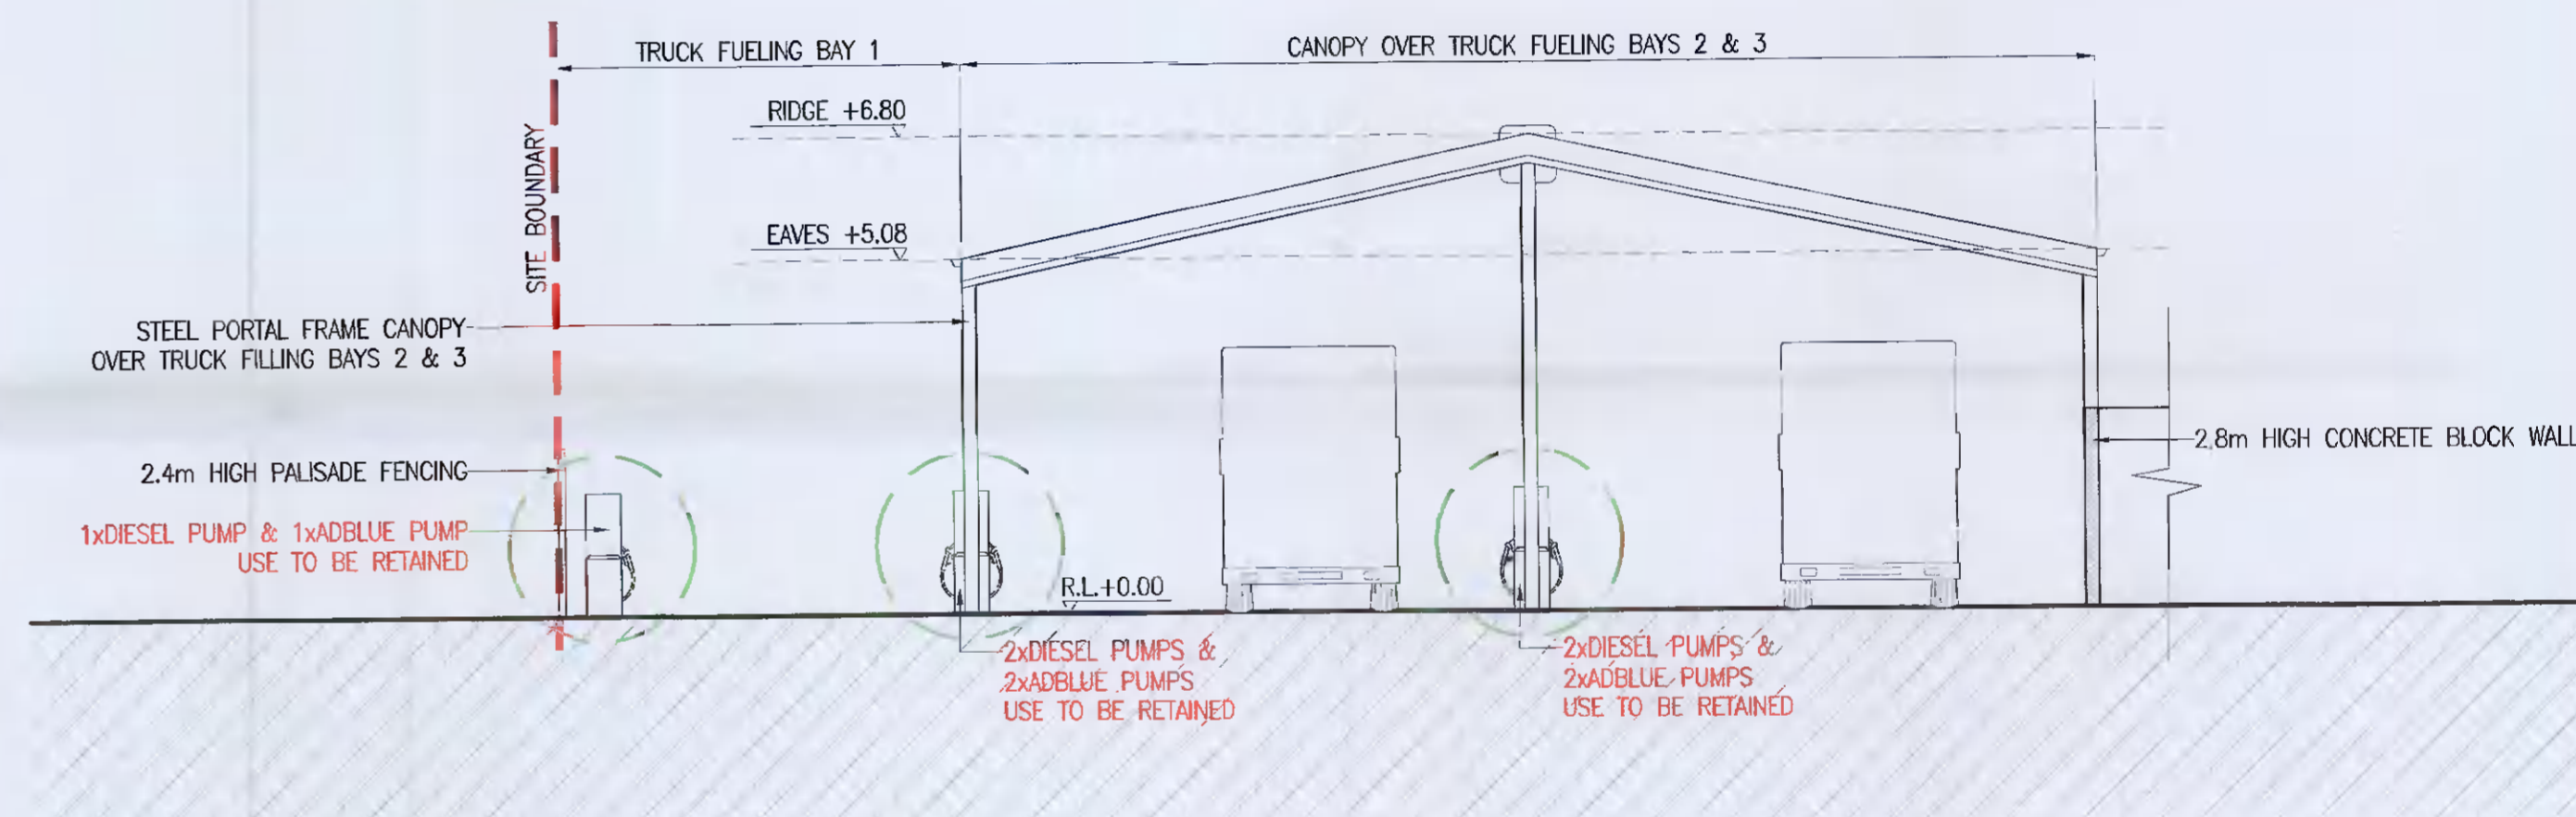 TRUCK FUELING BAY 1
CANOPY OVER TRUCK FUELING BAYS 2 & 3
RIDGE +6.80
SITE BOUNDARY
EAVES +5.08
STEEL PORTAL FRAME CANOPY
OVER TRUCK FILLING BAYS 2 & 3
2.8m HIGH CONCRETE BLOCK WALL
2.4m HIGH PALISADE FENCING
1xDIESEL PUMP & 1xADBLUE PUMP
USE TO BE RETAINED
R.L.+0.00
2xDIESEL PUMPS &
2xADBLUE PUMPS
USE TO BE RETAINED
2xDIESEL PUMPS &
2xADBLUE PUMPS
USE TO BE RETAINED